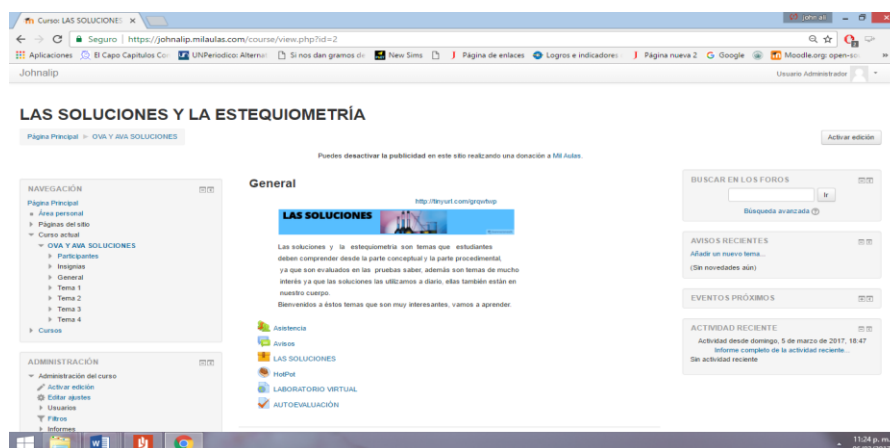 Curso: LAS SOLUCIONES
Seguro https://johnalip.milaulas.com/course/view.php?id=2
Aplicaciones El Capo Capitulos Co UNPeriodico: Alterna Si nos dan gramos de New Sims Página de enlaces Logros e indicadores Página nueva 2 Google Moodle.org: open-so
Johnalip
Usuario Administrador
LAS SOLUCIONES Y LA ESTEQUIOMETRÍA
Página Principal OVA Y AVA SOLUCIONES
Activar edición
Puedes desactivar la publicidad en este sitio realizando una donación a Mil Aulas.
NAVEGACIÓN
Página Principal
Área personal
Páginas del sitio
Curso actual
OVA Y AVA SOLUCIONES
Participantes
Insignias
General
Tema 1
Tema 2
Tema 3
Tema 4
Cursos
ADMINISTRACIÓN
Administración del curso
Activar edición
Editar ajustes
Usuarios
Filtros
Informes
General
http://tinyurl.com/grqwtwp
LAS SOLUCIONES
Las soluciones y la estequiometria son temas que estudiantes
deben comprender desde la parte conceptual y la parte procedimental,
ya que son evaluados en las pruebas saber, además son temas de mucho
interés ya que las soluciones las utilizamos a diario, ellas también están en
nuestro cuerpo.
Bienvenidos a éstos temas que son muy interesantes, vamos a aprender.
Asistencia
Avisos
LAS SOLUCIONES
HotPot
LABORATORIO VIRTUAL
AUTOEVALUACIÓN
BUSCAR EN LOS FOROS
Ir
Búsqueda avanzada
AVISOS RECIENTES
Añadir un nuevo tema...
(Sin novedades aún)
EVENTOS PRÓXIMOS
ACTIVIDAD RECIENTE
Actividad desde domingo, 5 de marzo de 2017, 18:47
Informe completo de la actividad reciente...
Sin actividad reciente
11:24 p. m.